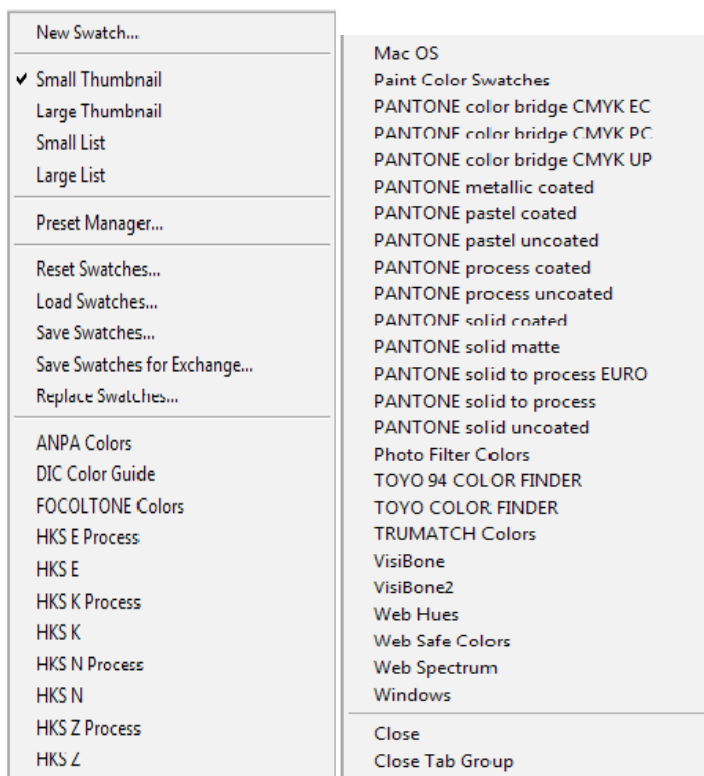 New Swatch...
Small Thumbnail
Large Thumbnail
Small List
Large List
Preset Manager...
Reset Swatches...
Load Swatches...
Save Swatches...
Save Swatches for Exchange...
Replace Swatches...
ANPA Colors
DIC Color Guide
FOCOLTONE Colors
HKS E Process
HKS E
HKS K Process
HKS K
HKS N Process
HKS N
HKS Z Process
HKS Z
Mac OS
Paint Color Swatches
PANTONE color bridge CMYK EC
PANTONE color bridge CMYK PC
PANTONE color bridge CMYK UP
PANTONE metallic coated
PANTONE pastel coated
PANTONE pastel uncoated
PANTONE process coated
PANTONE process uncoated
PANTONE solid coated
PANTONE solid matte
PANTONE solid to process EURO
PANTONE solid to process
PANTONE solid uncoated
Photo Filter Colors
TOYO 94 COLOR FINDER
TOYO COLOR FINDER
TRUMATCH Colors
VisiBone
VisiBone2
Web Hues
Web Safe Colors
Web Spectrum
Windows
Close
Close Tab Group